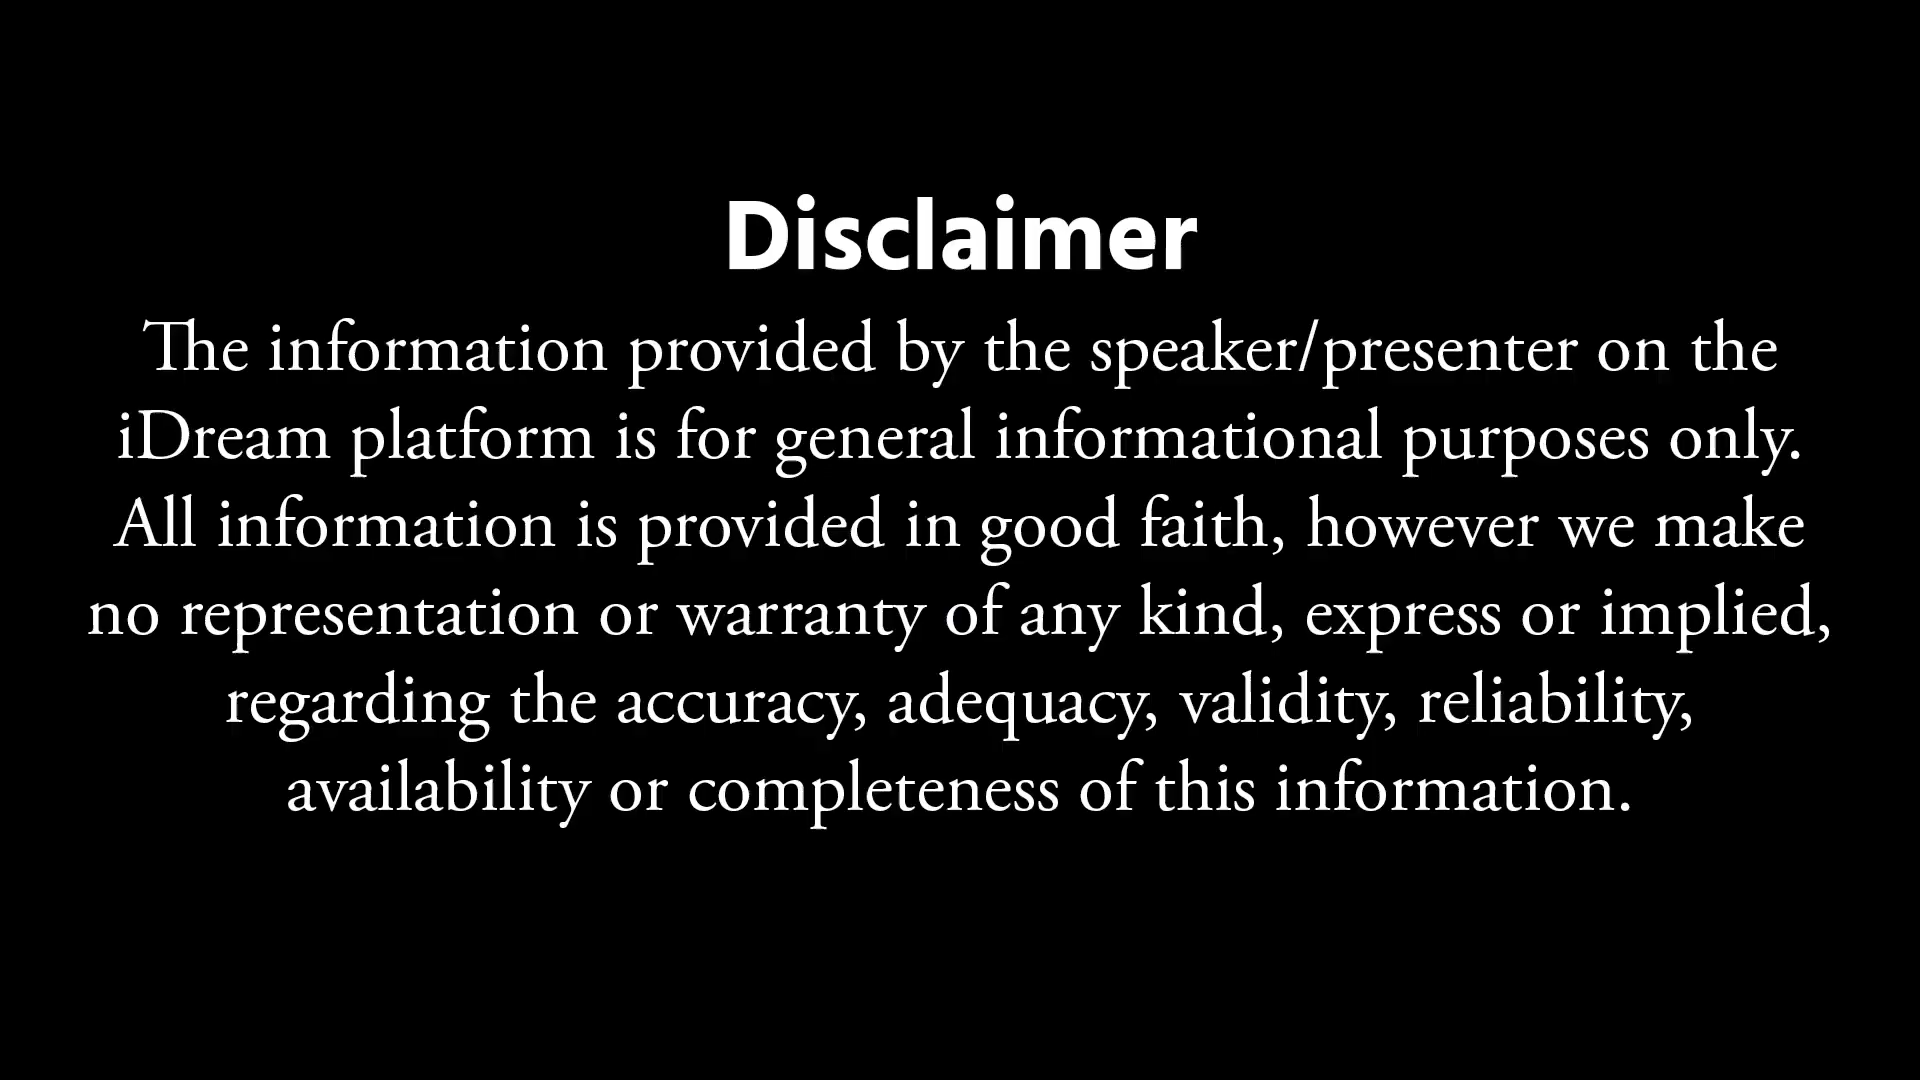 Disclaimer
The information provided by the speaker/presenter on the
iDream platform is for general informational purposes only.
All information is provided in good faith, however we make
no representation or warranty of any kind, express or implied,
regarding the accuracy, adequacy, validity, reliability,
availability or completeness of this information.